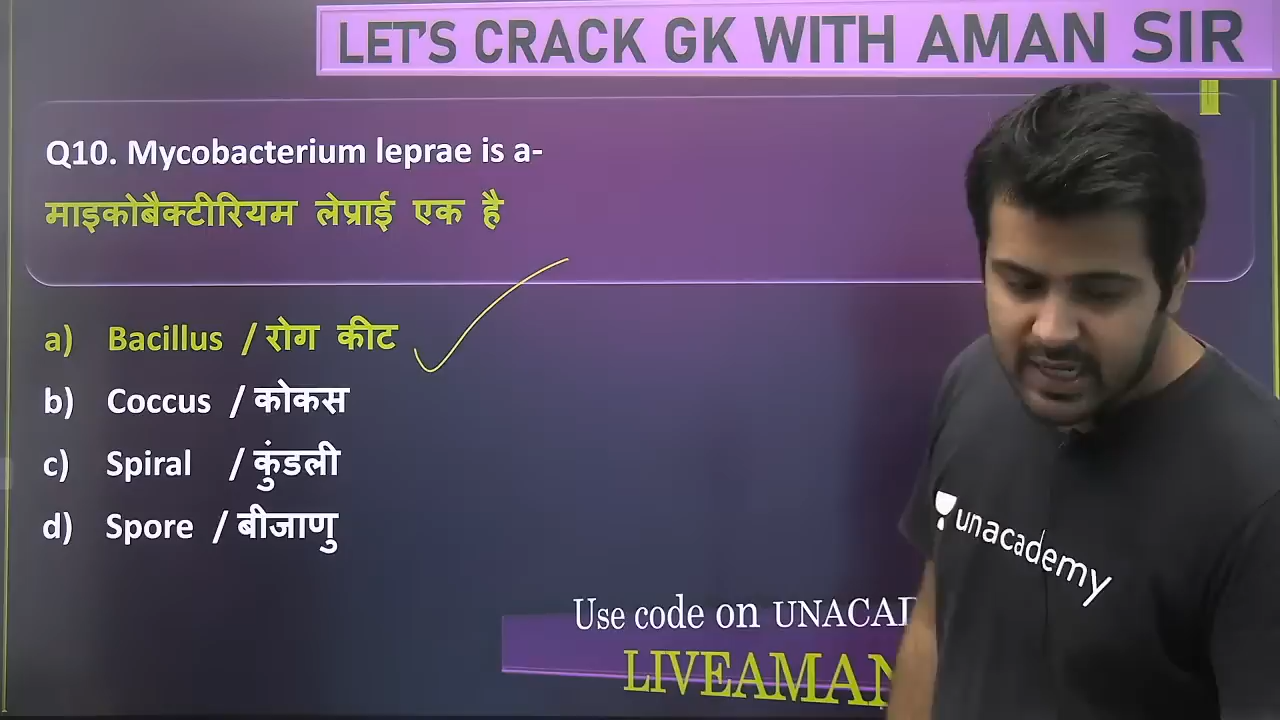 LET'S CRACK GK WITH AMAN SIR
Q10. Mycobacterium leprae is a-
माइकोबैक्टीरियम लेप्राई एक है
a) Bacillus / रोग कीट
b) Coccus / कोकस
c) Spiral / कुंडली
d) Spore / बीजाणु
unacademy
Use code on UNACAD
LIVEAMAN